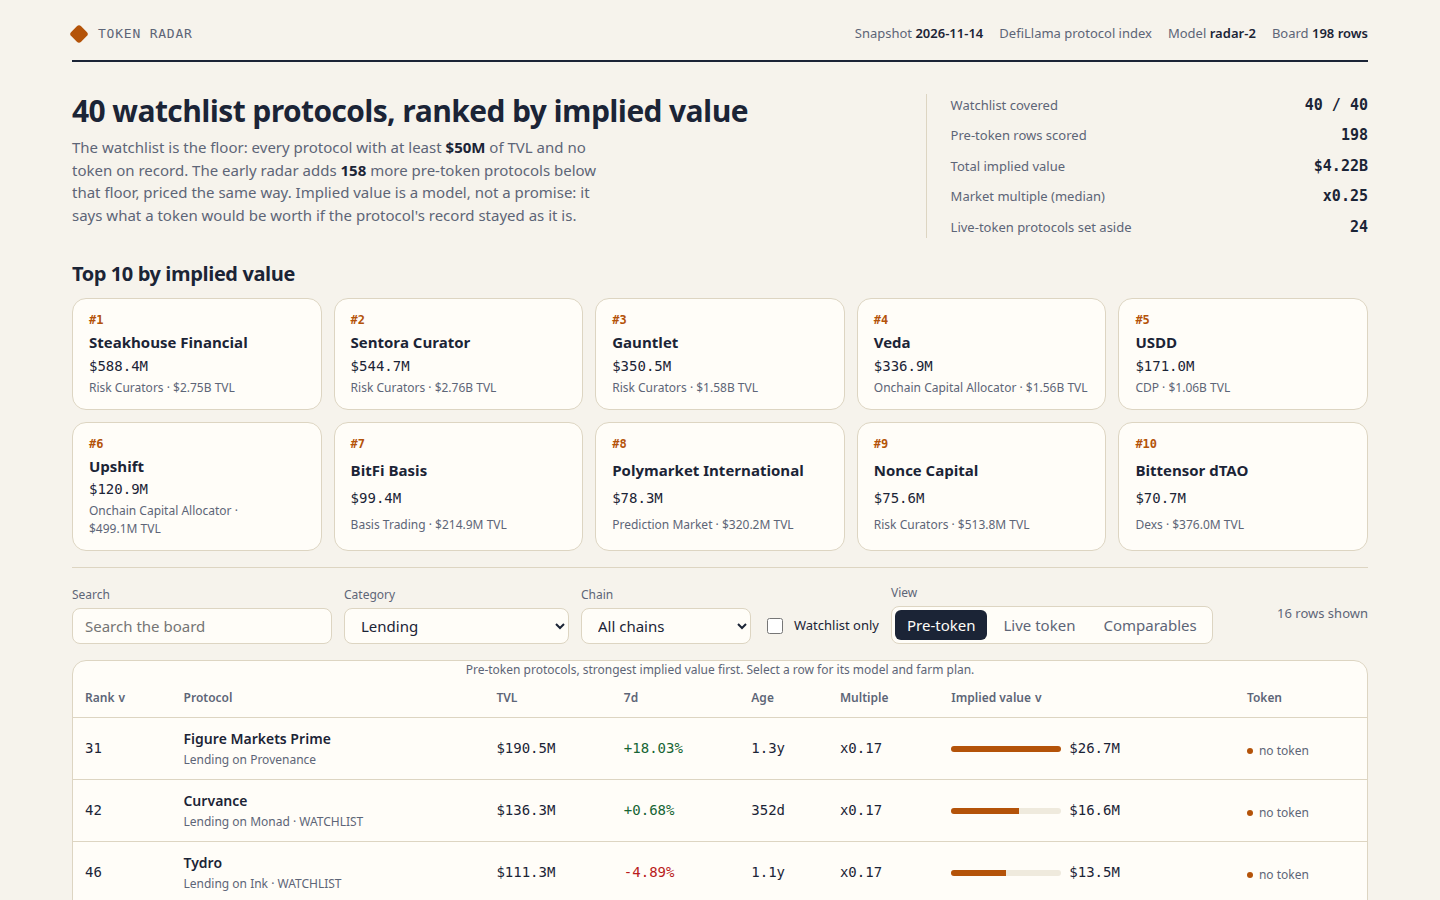 TOKEN RADAR
Snapshot 2026-11-14 DefiLlama protocol index Model radar-2 Board 198 rows
40 watchlist protocols, ranked by implied value
The watchlist is the floor: every protocol with at least $50M of TVL and no
token on record. The early radar adds 158 more pre-token protocols below
that floor, priced the same way. Implied value is a model, not a promise: it
says what a token would be worth if the protocol's record stayed as it is.
Watchlist covered 40 / 40
Pre-token rows scored 198
Total implied value $4.22B
Market multiple (median) x0.25
Live-token protocols set aside 24
Top 10 by implied value
#1
Steakhouse Financial
$588.4M
Risk Curators · $2.75B TVL
#2
Sentora Curator
$544.7M
Risk Curators · $2.76B TVL
#3
Gauntlet
$350.5M
Risk Curators · $1.58B TVL
#4
Veda
$336.9M
Onchain Capital Allocator · $1.56B TVL
#5
USDD
$171.0M
CDP · $1.06B TVL
#6
Upshift
$120.9M
Onchain Capital Allocator ·
$499.1M TVL
#7
BitFi Basis
$99.4M
Basis Trading · $214.9M TVL
#8
Polymarket International
$78.3M
Prediction Market · $320.2M TVL
#9
Nonce Capital
$75.6M
Risk Curators · $513.8M TVL
#10
Bittensor dTAO
$70.7M
Dexs · $376.0M TVL
Search
Search the board
Category
Lending
Chain
All chains
Watchlist only
View
Pre-token Live token Comparables
16 rows shown
Pre-token protocols, strongest implied value first. Select a row for its model and farm plan.
Rank v Protocol TVL 7d Age Multiple Implied value v Token
31 Figure Markets Prime $190.5M +18.03% 1.3y x0.17 $26.7M no token
Lending on Provenance
42 Curvance $136.3M +0.68% 352d x0.17 $16.6M no token
Lending on Monad · WATCHLIST
46 Tydro $111.3M -4.89% 1.1y x0.17 $13.5M no token
Lending on Ink · WATCHLIST